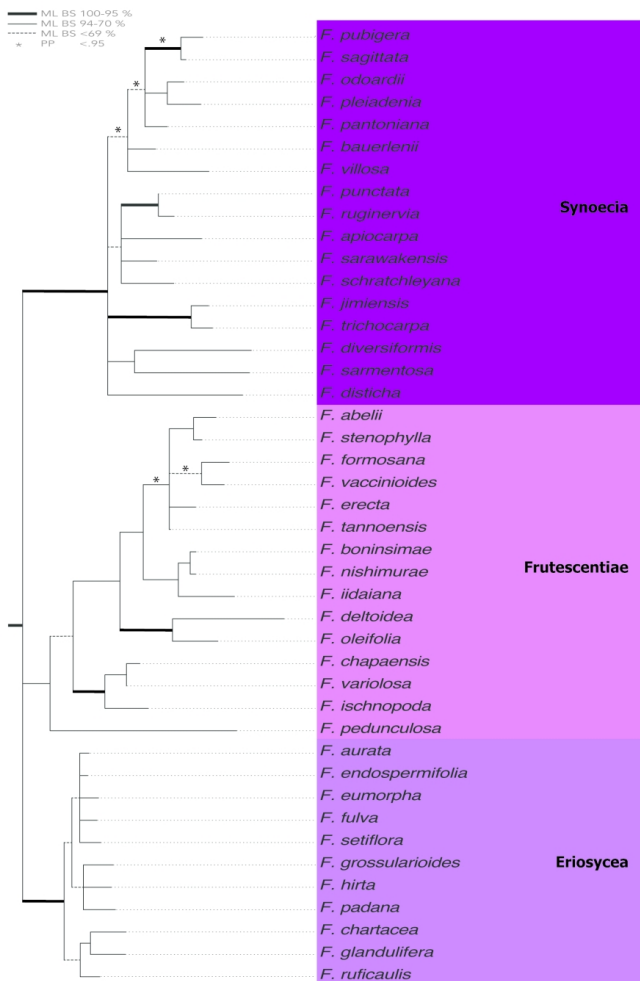 ML BS 100-95 %
ML BS 94-70 %
ML BS <69 %
* PP <.95
*
F. pubigera
F. sagittata
*
F. odoardii
F. pleiadenia
*
F. pantoniana
F. bauerlenii
F. villosa
F. punctata
Synoecia
F. ruginervia
F. apiocarpa
F. sarawakensis
F. schratchleyana
F. jimiensis
F. trichocarpa
F. diversiformis
F. sarmentosa
F. disticha
F. abelii
F. stenophylla
F. formosana
* *
F. vaccinioides
F. erecta
F. tannoensis
F. boninsimae
Frutescentiae
F. nishimurae
F. iidaiana
F. deltoidea
F. oleifolia
F. chapaensis
F. variolosa
F. ischnopoda
F. pedunculosa
F. aurata
F. endospermifolia
F. eumorpha
F. fulva
F. setiflora
F. grossularioides
Eriosycea
F. hirta
F. padana
F. chartacea
F. glandulifera
F. ruficaulis